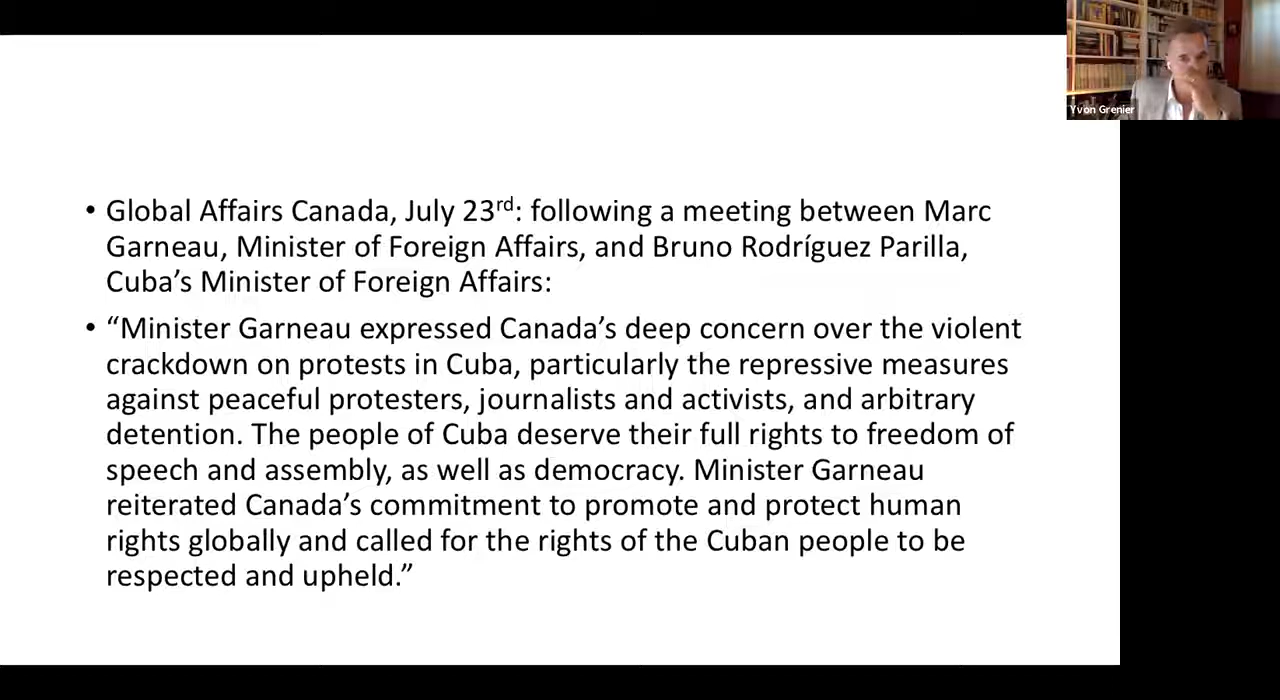 Yvon Grenier
• Global Affairs Canada, July 23rd: following a meeting between Marc
Garneau, Minister of Foreign Affairs, and Bruno Rodríguez Parilla,
Cuba’s Minister of Foreign Affairs:
• “Minister Garneau expressed Canada’s deep concern over the violent
crackdown on protests in Cuba, particularly the repressive measures
against peaceful protesters, journalists and activists, and arbitrary
detention. The people of Cuba deserve their full rights to freedom of
speech and assembly, as well as democracy. Minister Garneau
reiterated Canada’s commitment to promote and protect human
rights globally and called for the rights of the Cuban people to be
respected and upheld.”